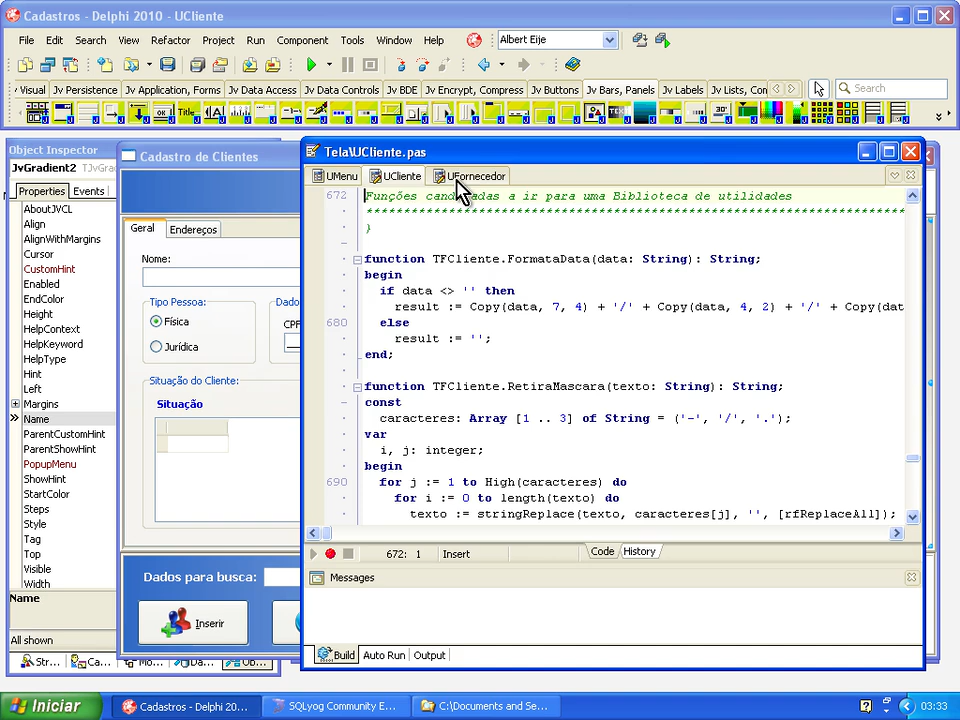 Cadastros - Delphi 2010 - UCliente
File Edit Search View Refactor Project Run Component Tools Window Help
Albert Eije
Visual Jv Persistence Jv Application, Forms Jv Data Access Jv Data Controls Jv BDE Jv Encrypt, Compress Jv Buttons Jv Bars, Panels Jv Labels Jv Lists, Con
Search
Object Inspector
JvGradient2 TJvGradi
Properties Events
AboutJVCL
Align
AlignWithMargins
Cursor
CustomHint
Enabled
EndColor
Height
HelpContext
HelpKeyword
HelpType
Hint
Left
Margins
Name
ParentCustomHint
ParentShowHint
PopupMenu
ShowHint
StartColor
Steps
Style
Tag
Top
Visible
Width
Name
All shown
Str... Ca... Mo... Da... Ob...
Cadastro de Clientes
Geral Endereços
Nome:
Tipo Pessoa: Dado
Física
Jurídica
CPF
Situação do Cliente:
Situação
Dados para busca:
Inserir
Tela\UCliente.pas
UMenu UCliente UFornecedor
672 Funções candidadas a ir para uma Biblioteca de utilidades
}
function TFCliente.FormataData(data: String): String;
begin
if data <> '' then
result := Copy(data, 7, 4) + '/' + Copy(data, 4, 2) + '/' + Copy(dat
680 else
result := '';
end;
function TFCliente.RetiraMascara(texto: String): String;
const
caracteres: Array [1 .. 3] of String = ('-', '/', '.');
var
i, j: integer;
begin
690 for j := 1 to High(caracteres) do
for i := 0 to length(texto) do
texto := stringReplace(texto, caracteres[j], '', [rfReplaceAll]);
672: 1 Insert Code History
Messages
Build Auto Run Output
Iniciar Cadastros - Delphi 20... SQLyog Community E... C:\Documents and Se... 03:33